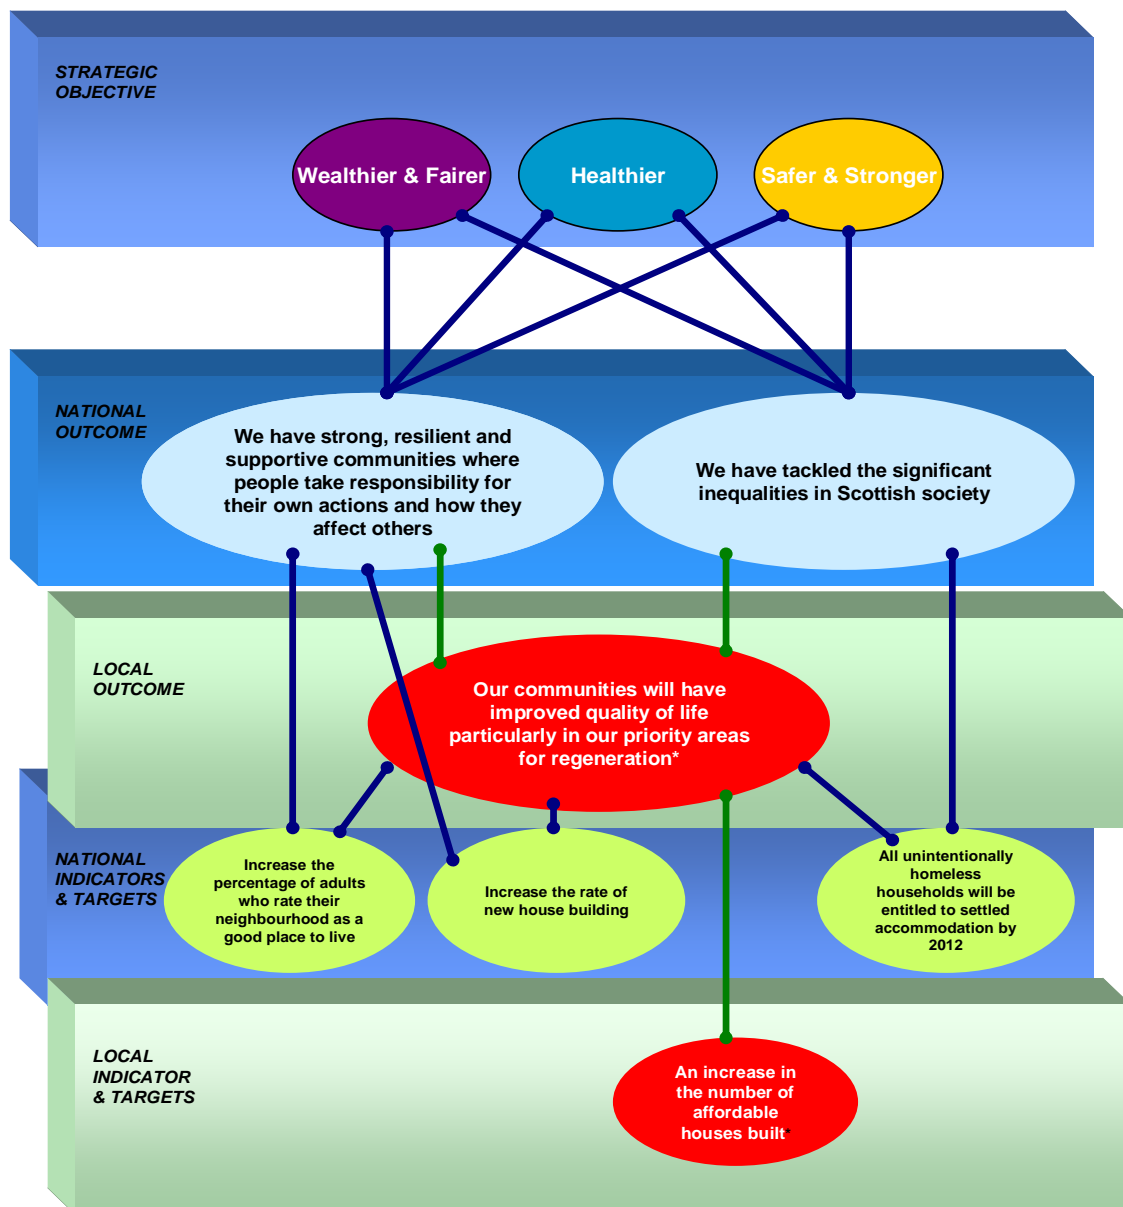 STRATEGIC
OBJECTIVE
Wealthier & Fairer
Healthier
Safer & Stronger
NATIONAL
OUTCOME
We have strong, resilient and
supportive communities where
people take responsibility for
their own actions and how they
affect others
We have tackled the significant
inequalities in Scottish society
LOCAL
OUTCOME
Our communities will have
improved quality of life
particularly in our priority areas
for regeneration*
NATIONAL
INDICATORS
& TARGETS
Increase the
percentage of adults
who rate their
neighbourhood as a
good place to live
Increase the rate of
new house building
All unintentionally
homeless
households will be
entitled to settled
accommodation by
2012
LOCAL
INDICATOR
& TARGETS
An increase in
the number of
affordable
houses built*